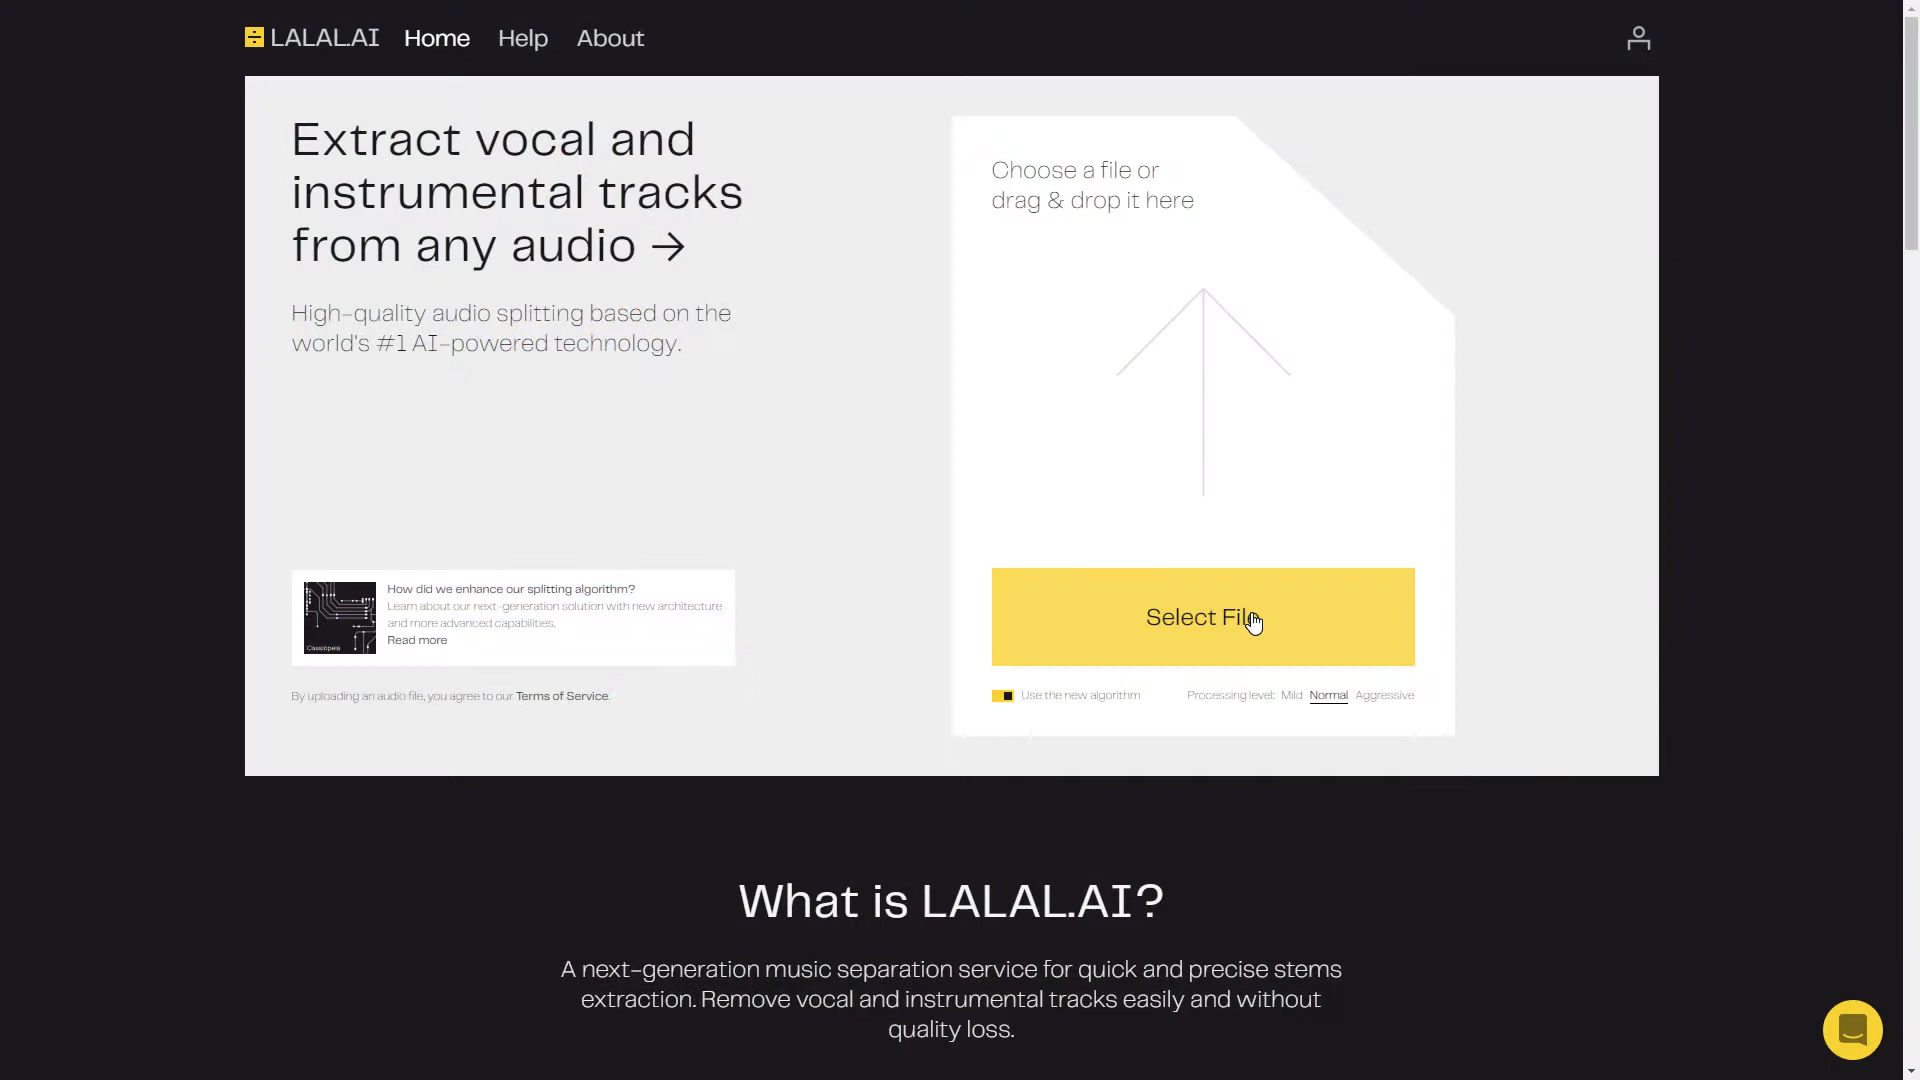 LALAL.AI Home Help About
Extract vocal and
instrumental tracks
from any audio →
High-quality audio splitting based on the
world's #1 AI-powered technology.
How did we enhance our splitting algorithm?
Learn about our next-generation solution with new architecture
and more advanced capabilities.
Read more
Cassiopeia
By uploading an audio file, you agree to our Terms of Service.
Choose a file or
drag & drop it here
Select File
Use the new algorithm Processing level: Mild Normal Aggressive
What is LALAL.AI?
A next-generation music separation service for quick and precise stems
extraction. Remove vocal and instrumental tracks easily and without
quality loss.